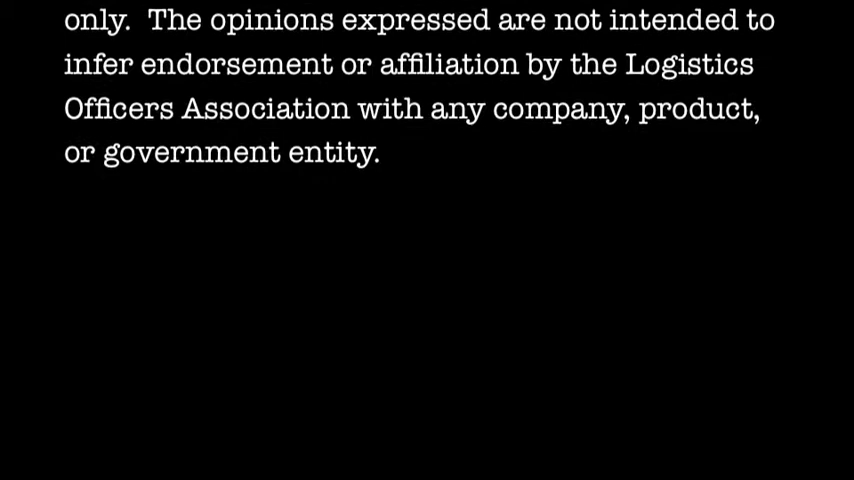 only.  The opinions expressed are not intended to
infer endorsement or affiliation by the Logistics
Officers Association with any company, product,
or government entity.